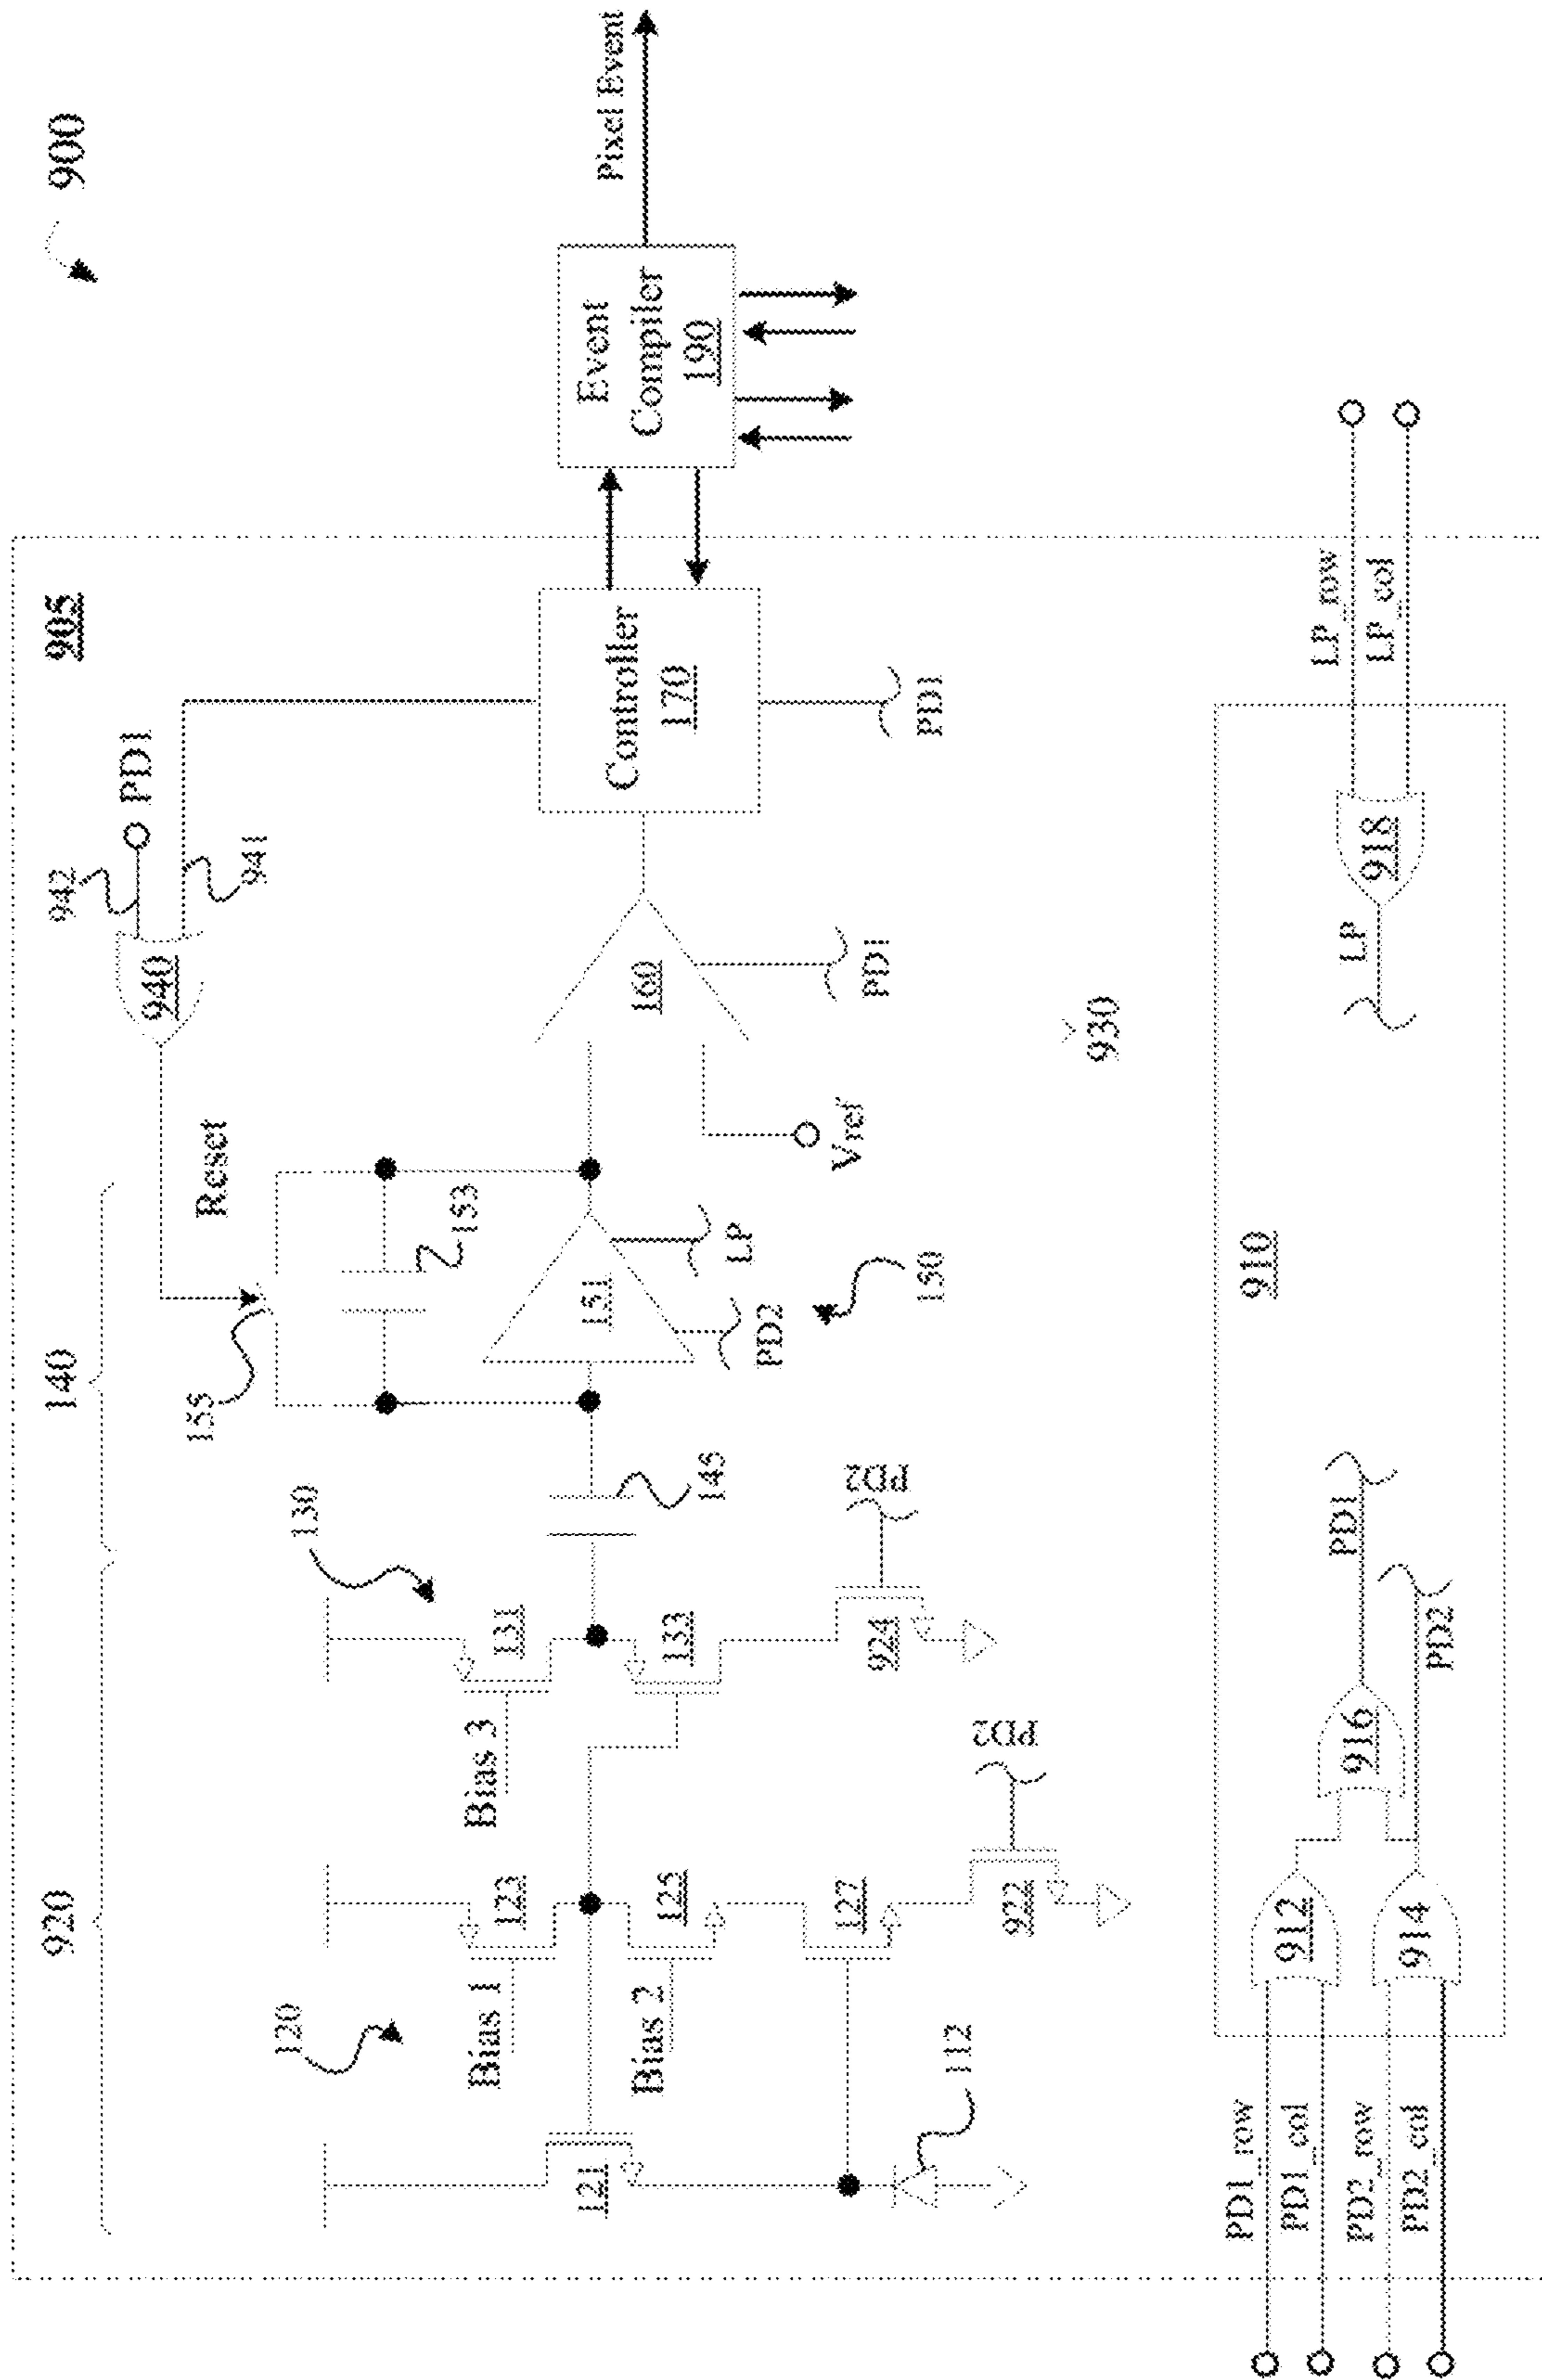 900
905
920
140
120
130
155
Reset
940
942
941
PD1
Bias 1
Bias 2
Bias 3
121
123
125
127
112
922
PD2
131
133
924
PD2
145
153
151
PD2
LP
150
Vref
160
PD1
Controller
170
PD1
Event
Compiler
190
Pixel Event
930
910
PD1_row
PD1_col
PD2_row
PD2_col
912
914
916
PD1
PD2
LP
918
LP_row
LP_col